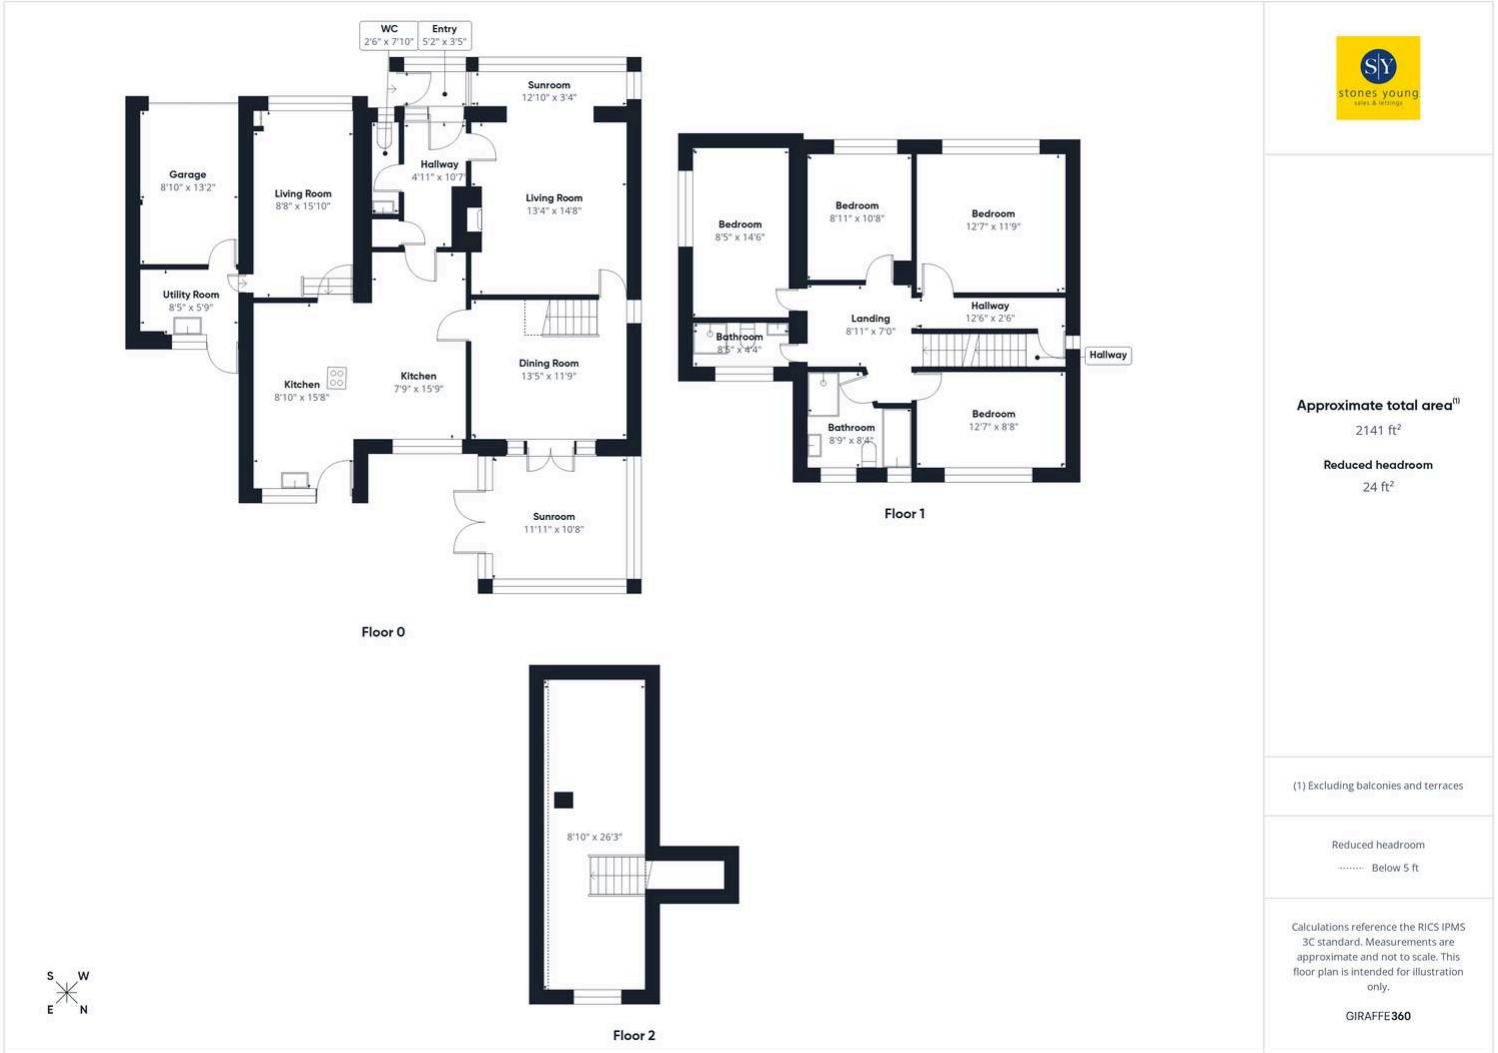 WC
2'6" x 7'10"
Entry
5'2" x 3'5"
Sunroom
12'10" x 3'4"
Garage
8'10" x 13'2"
Living Room
8'8" x 15'10"
Hallway
4'11" x 10'7"
Living Room
13'4" x 14'8"
Utility Room
8'5" x 5'9"
Kitchen
8'10" x 15'8"
Kitchen
7'9" x 15'9"
Dining Room
13'5" x 11'9"
Sunroom
11'11" x 10'8"
Floor 0
Bedroom
8'5" x 14'6"
Bedroom
8'11" x 10'8"
Bedroom
12'7" x 11'9"
Landing
8'11" x 7'0"
Hallway
12'6" x 2'6"
Bathroom
8'5" x 4'4"
Hallway
Bathroom
8'9" x 8'4"
Bedroom
12'7" x 8'8"
Floor 1
8'10" x 26'3"
Floor 2
S W
E N
S|Y
stones young
sales & lettings
Approximate total area(1)
2141 ft²
Reduced headroom
24 ft²
(1) Excluding balconies and terraces
Reduced headroom
Below 5 ft
Calculations reference the RICS IPMS
3C standard. Measurements are
approximate and not to scale. This
floor plan is intended for illustration
only.
GIRAFFE360